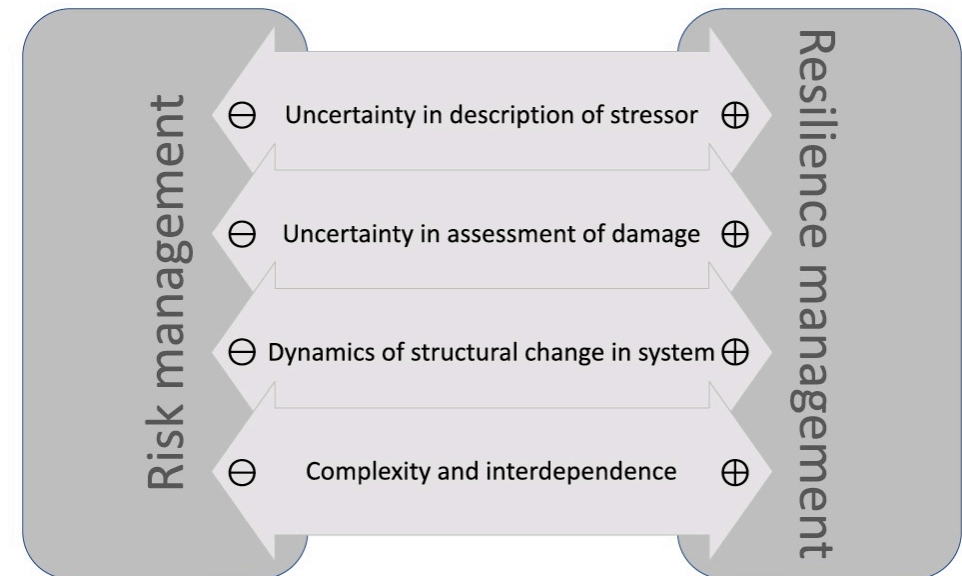 Risk management
⊖ Uncertainty in description of stressor ⊕
⊖ Uncertainty in assessment of damage ⊕
⊖ Dynamics of structural change in system ⊕
⊖ Complexity and interdependence ⊕
Resilience management